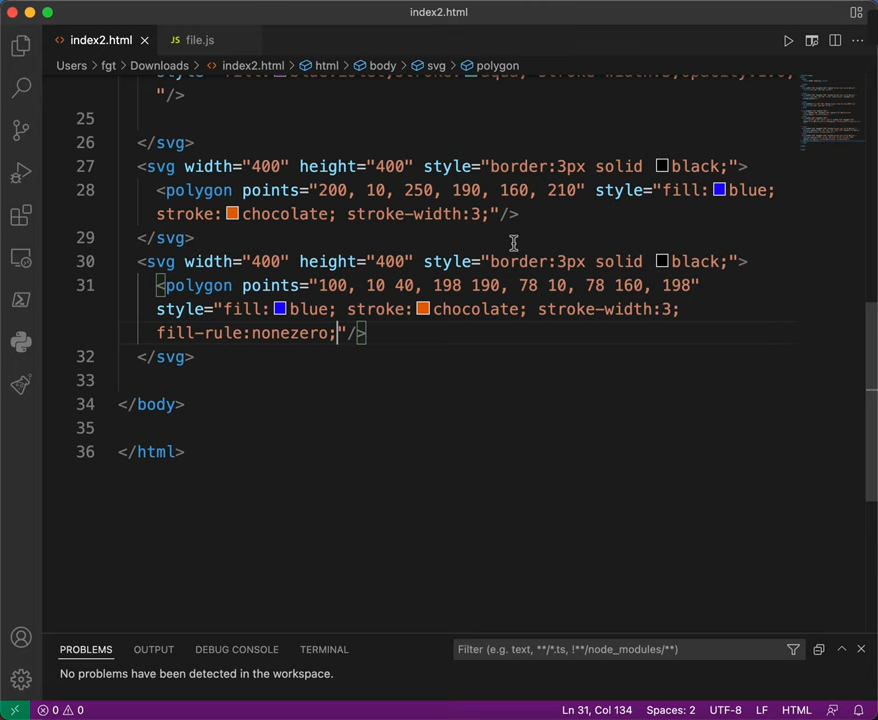 index2.html
index2.html
file.js
Users > fgt > Downloads > index2.html > html > body > svg > polygon
"/>
25
26 </svg>
27 <svg width="400" height="400" style="border:3px solid black;">
28 <polygon points="200, 10, 250, 190, 160, 210" style="fill:blue;
stroke:chocolate; stroke-width:3;"/>
29 </svg>
30 <svg width="400" height="400" style="border:3px solid black;">
31 <polygon points="100, 10 40, 198 190, 78 10, 78 160, 198"
style="fill:blue; stroke:chocolate; stroke-width:3;
fill-rule:nonezero;"/>
32 </svg>
33
34 </body>
35
36 </html>
PROBLEMS OUTPUT DEBUG CONSOLE TERMINAL Filter (e.g. text, **/*.ts, !**/node_modules/**)
No problems have been detected in the workspace.
0 0 Ln 31, Col 134 Spaces: 2 UTF-8 LF HTML